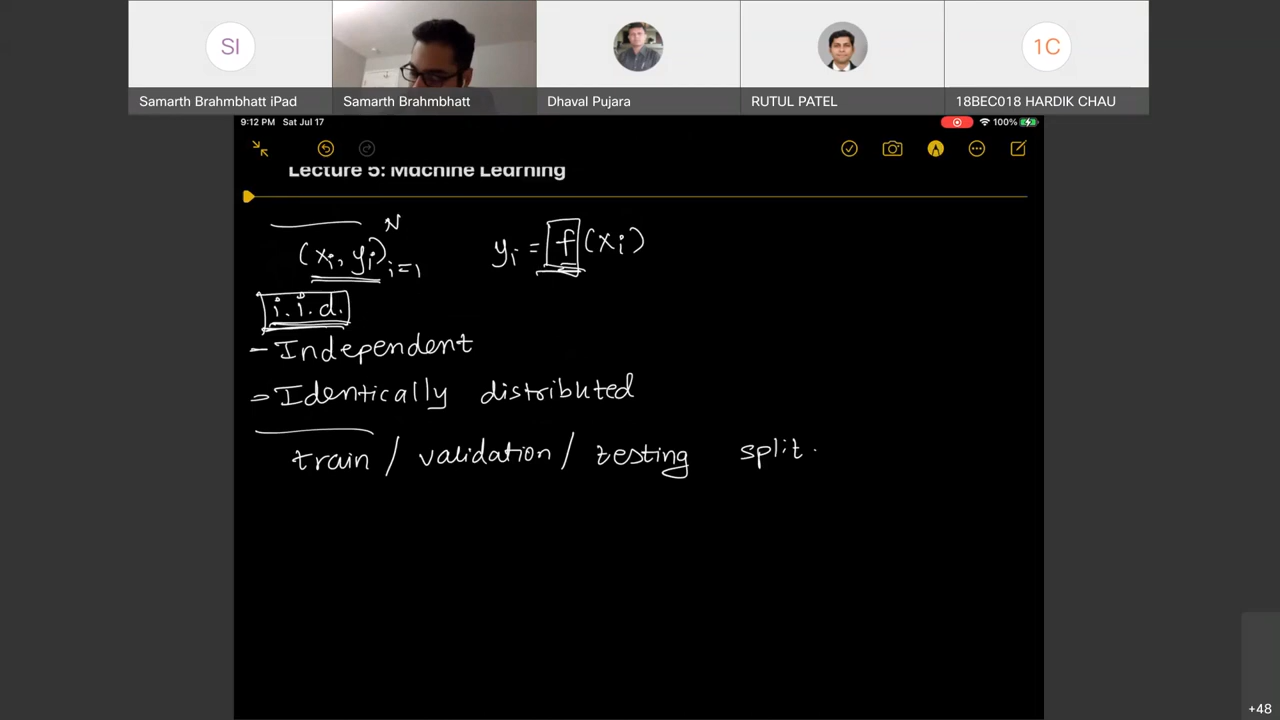 SI
1C
Samarth Brahmbhatt iPad
Samarth Brahmbhatt
Dhaval Pujara
RUTUL PATEL
18BEC018 HARDIK CHAU
9:12 PM Sat Jul 17
100%
Lecture 5: Machine Learning
(xi, yi)i=1 N
yi = f(xi)
i.i.d.
- Independent
- Identically distributed
train / validation / testing split.
+48